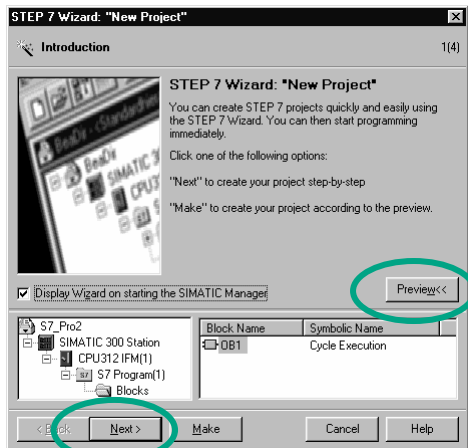 STEP 7 Wizard: "New Project"
Introduction
1(4)
STEP 7 Wizard: "New Project"
You can create STEP 7 projects quickly and easily using
the STEP 7 Wizard. You can then start programming
immediately.
Click one of the following options:
"Next" to create your project step-by-step
"Make" to create your project according to the preview.
BeaDir
SIMATIC 3
CPU3
Display Wizard on starting the SIMATIC Manager
Preview<<
S7_Pro2
SIMATIC 300 Station
CPU312 IFM(1)
S7 Program(1)
Blocks
Block Name Symbolic Name
OB1 Cycle Execution
< Back Next > Make Cancel Help